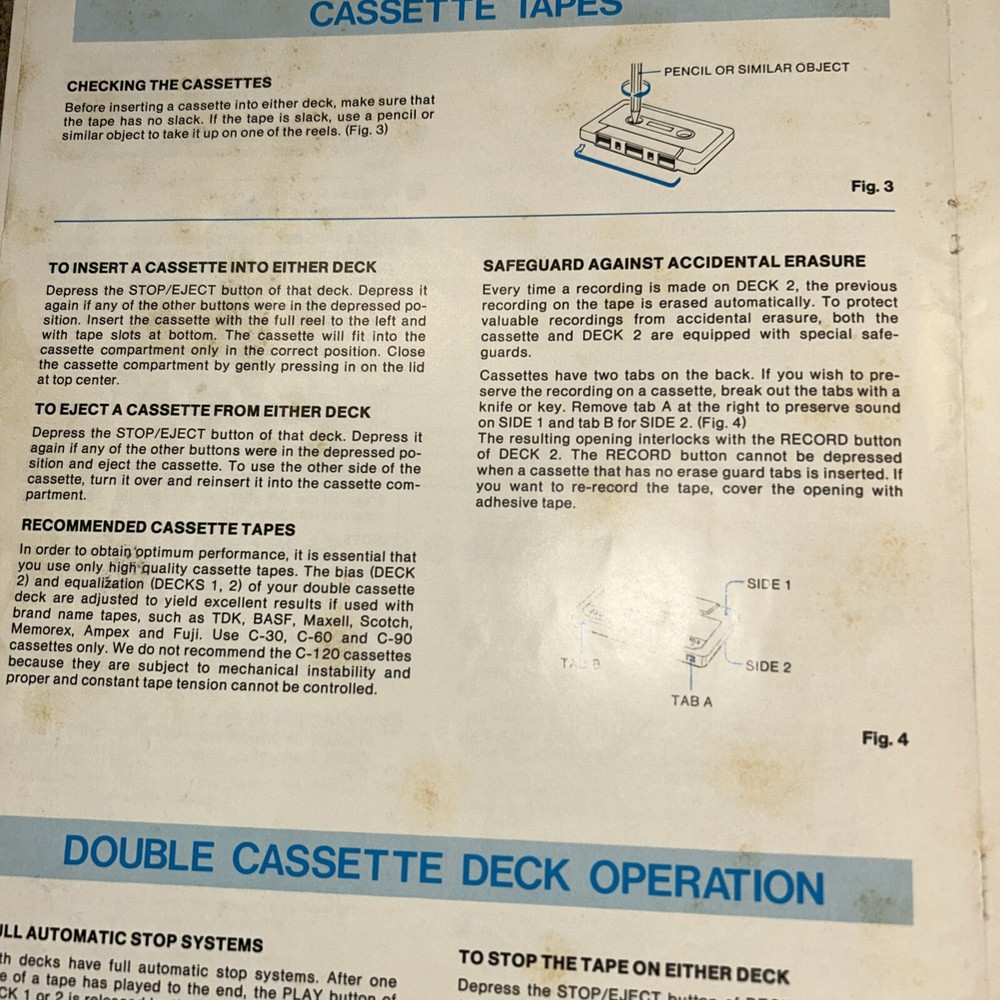 CASSETTE TAPES
CHECKING THE CASSETTES
Before inserting a cassette into either deck, make sure that
the tape has no slack. If the tape is slack, use a pencil or
similar object to take it up on one of the reels. (Fig. 3)
PENCIL OR SIMILAR OBJECT
Fig. 3
TO INSERT A CASSETTE INTO EITHER DECK
Depress the STOP/EJECT button of that deck. Depress it
again if any of the other buttons were in the depressed po-
sition. Insert the cassette with the full reel to the left and
with tape slots at bottom. The cassette will fit into the
cassette compartment only in the correct position. Close
the cassette compartment by gently pressing in on the lid
at top center.
TO EJECT A CASSETTE FROM EITHER DECK
Depress the STOP/EJECT button of that deck. Depress it
again if any of the other buttons were in the depressed po-
sition and eject the cassette. To use the other side of the
cassette, turn it over and reinsert it into the cassette com-
partment.
RECOMMENDED CASSETTE TAPES
In order to obtain optimum performance, it is essential that
you use only high quality cassette tapes. The bias (DECK
2) and equalization (DECKS 1, 2) of your double cassette
deck are adjusted to yield excellent results if used with
brand name tapes, such as TDK, BASF, Maxell, Scotch,
Memorex, Ampex and Fuji. Use C-30, C-60 and C-90
cassettes only. We do not recommend the C-120 cassettes
because they are subject to mechanical instability and
proper and constant tape tension cannot be controlled.
SAFEGUARD AGAINST ACCIDENTAL ERASURE
Every time a recording is made on DECK 2, the previous
recording on the tape is erased automatically. To protect
valuable recordings from accidental erasure, both the
cassette and DECK 2 are equipped with special safe-
guards.
Cassettes have two tabs on the back. If you wish to pre-
serve the recording on a cassette, break out the tabs with a
knife or key. Remove tab A at the right to preserve sound
on SIDE 1 and tab B for SIDE 2. (Fig. 4)
The resulting opening interlocks with the RECORD button
of DECK 2. The RECORD button cannot be depressed
when a cassette that has no erase guard tabs is inserted. If
you want to re-record the tape, cover the opening with
adhesive tape.
SIDE 1
TAB B
SIDE 2
TAB A
Fig. 4
DOUBLE CASSETTE DECK OPERATION
AUTOMATIC STOP SYSTEMS
decks have full automatic stop systems. After one
of a tape has played to the end, the PLAY button of
1 or 2 is
TO STOP THE TAPE ON EITHER DECK
Depress the STOP/EJECT button of